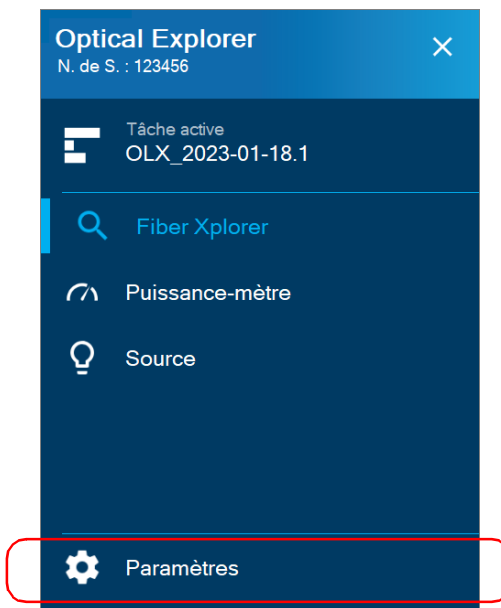 Optical Explorer
N. de S. : 123456
Tâche active
OLX_2023-01-18.1
Fiber Xplorer
Puissance-mètre
Source
Paramètres